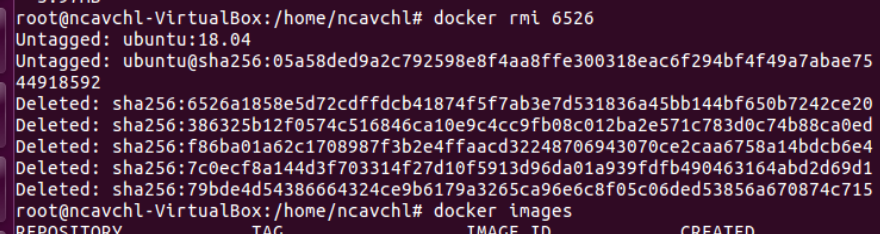 root@ncavchl-VirtualBox:/home/ncavchl# docker rmi 6526
Untagged: ubuntu:18.04
Untagged: ubuntu@sha256:05a58ded9a2c792598e8f4aa8ffe300318eac6f294bf4f49a7abae75
44918592
Deleted: sha256:6526a1858e5d72cdffdcb41874f5f7ab3e7d531836a45bb144bf650b7242ce20
Deleted: sha256:386325b12f0574c516846ca10e9c4cc9fb08c012ba2e571c783d0c74b88ca0ed
Deleted: sha256:f86ba01a62c1708987f3b2e4ffaacd32248706943070ce2caa6758a14bdcb6e4
Deleted: sha256:7c0ecf8a144d3f703314f27d10f5913d96da01a939fdfb490463164abd2d69d1
Deleted: sha256:79bde4d54386664324ce9b6179a3265ca96e6c8f05c06ded53856a670874c715
root@ncavchl-VirtualBox:/home/ncavchl# docker images
REPOSITORY TAG IMAGE ID CREATED